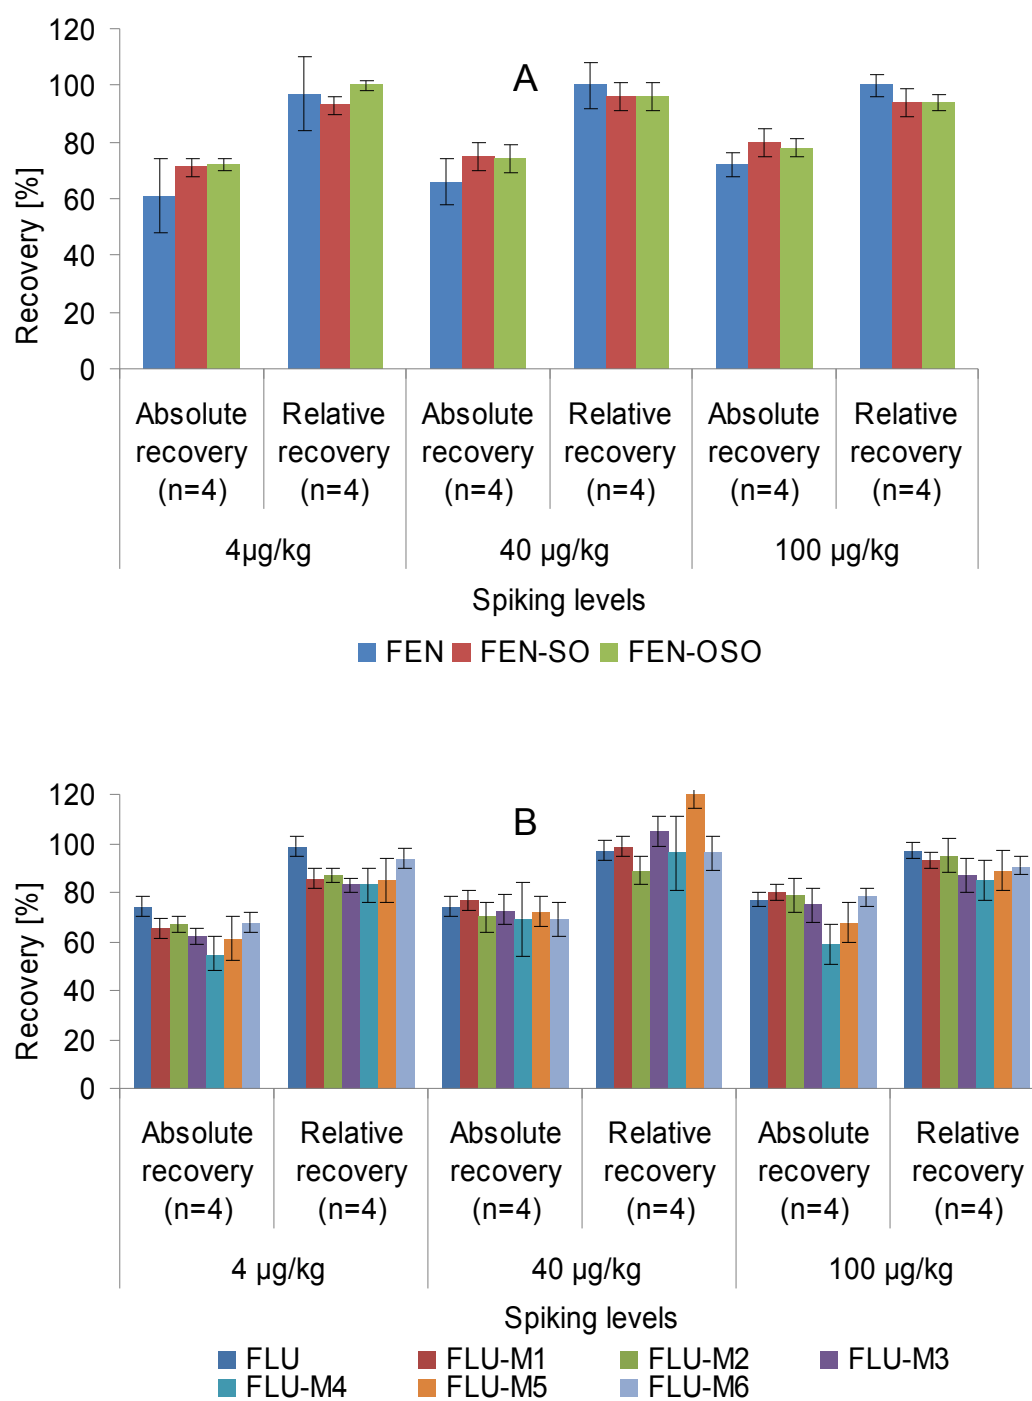 120
100
80
60
40
20
0
Recovery [%]
A
Absolute recovery (n=4)
Relative recovery (n=4)
Absolute recovery (n=4)
Relative recovery (n=4)
Absolute recovery (n=4)
Relative recovery (n=4)
4µg/kg
40 µg/kg
100 µg/kg
Spiking levels
FEN FEN-SO FEN-OSO
120
100
80
60
40
20
0
Recovery [%]
B
Absolute recovery (n=4)
Relative recovery (n=4)
Absolute recovery (n=4)
Relative recovery (n=4)
Absolute recovery (n=4)
Relative recovery (n=4)
4 µg/kg
40 µg/kg
100 µg/kg
Spiking levels
FLU FLU-M1 FLU-M2 FLU-M3
FLU-M4 FLU-M5 FLU-M6